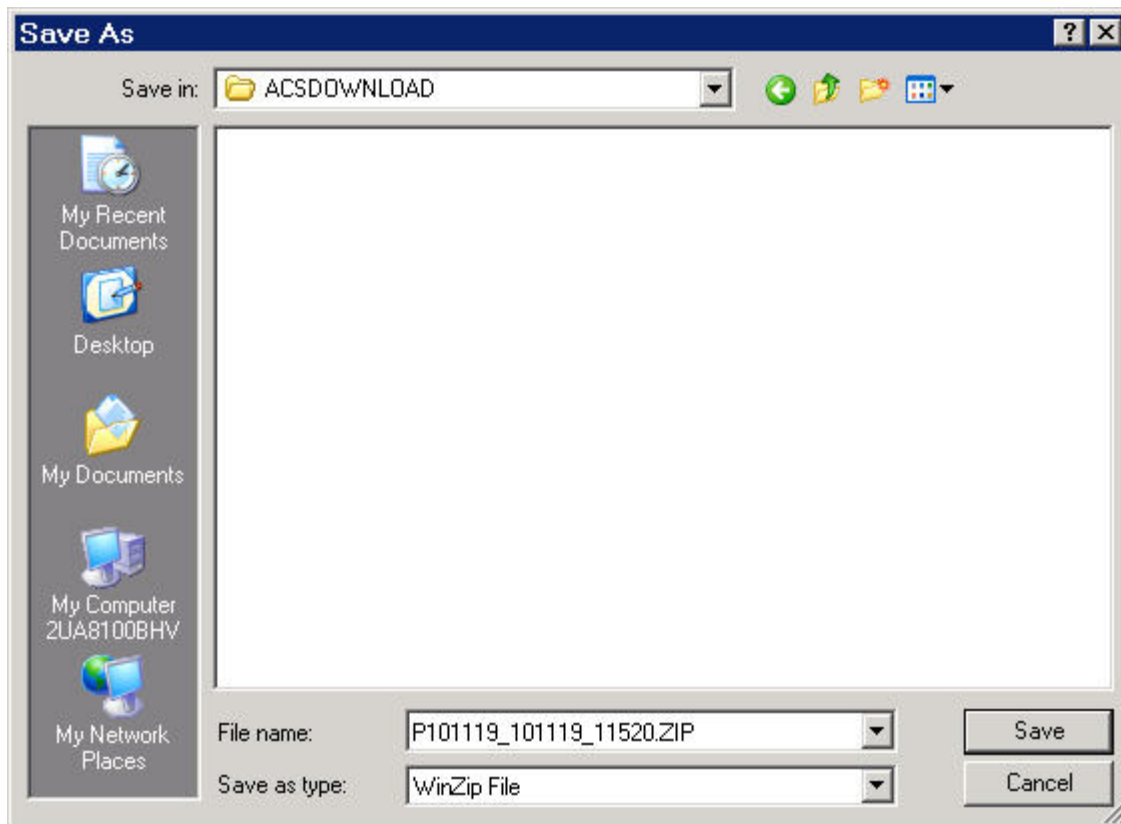 Save As
Save in: ACSDOWNLOAD
My Recent
Documents
Desktop
My Documents
My Computer
2UA8100BHV
My Network
Places
File name: P101119_101119_11520.ZIP Save
Save as type: WinZip File Cancel